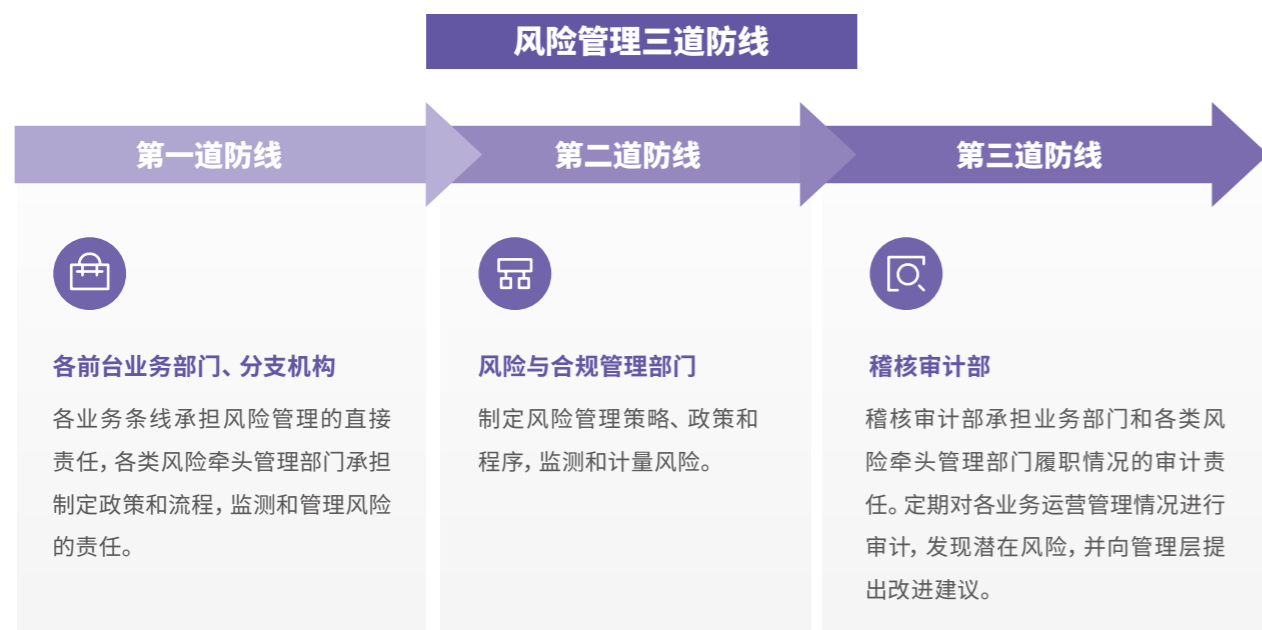 风险管理三道防线
第一道防线
第二道防线
第三道防线
各前台业务部门、分支机构
各业务条线承担风险管理的直接
责任，各类风险牵头管理部门承担
制定政策和流程，监测和管理风险
的责任。
风险与合规管理部门
制定风险管理策略、政策和
程序，监测和计量风险。
稽核审计部
稽核审计部承担业务部门和各类风
险牵头管理部门履职情况的审计责
任。定期对各业务运营管理情况进行
审计，发现潜在风险，并向管理层提
出改进建议。